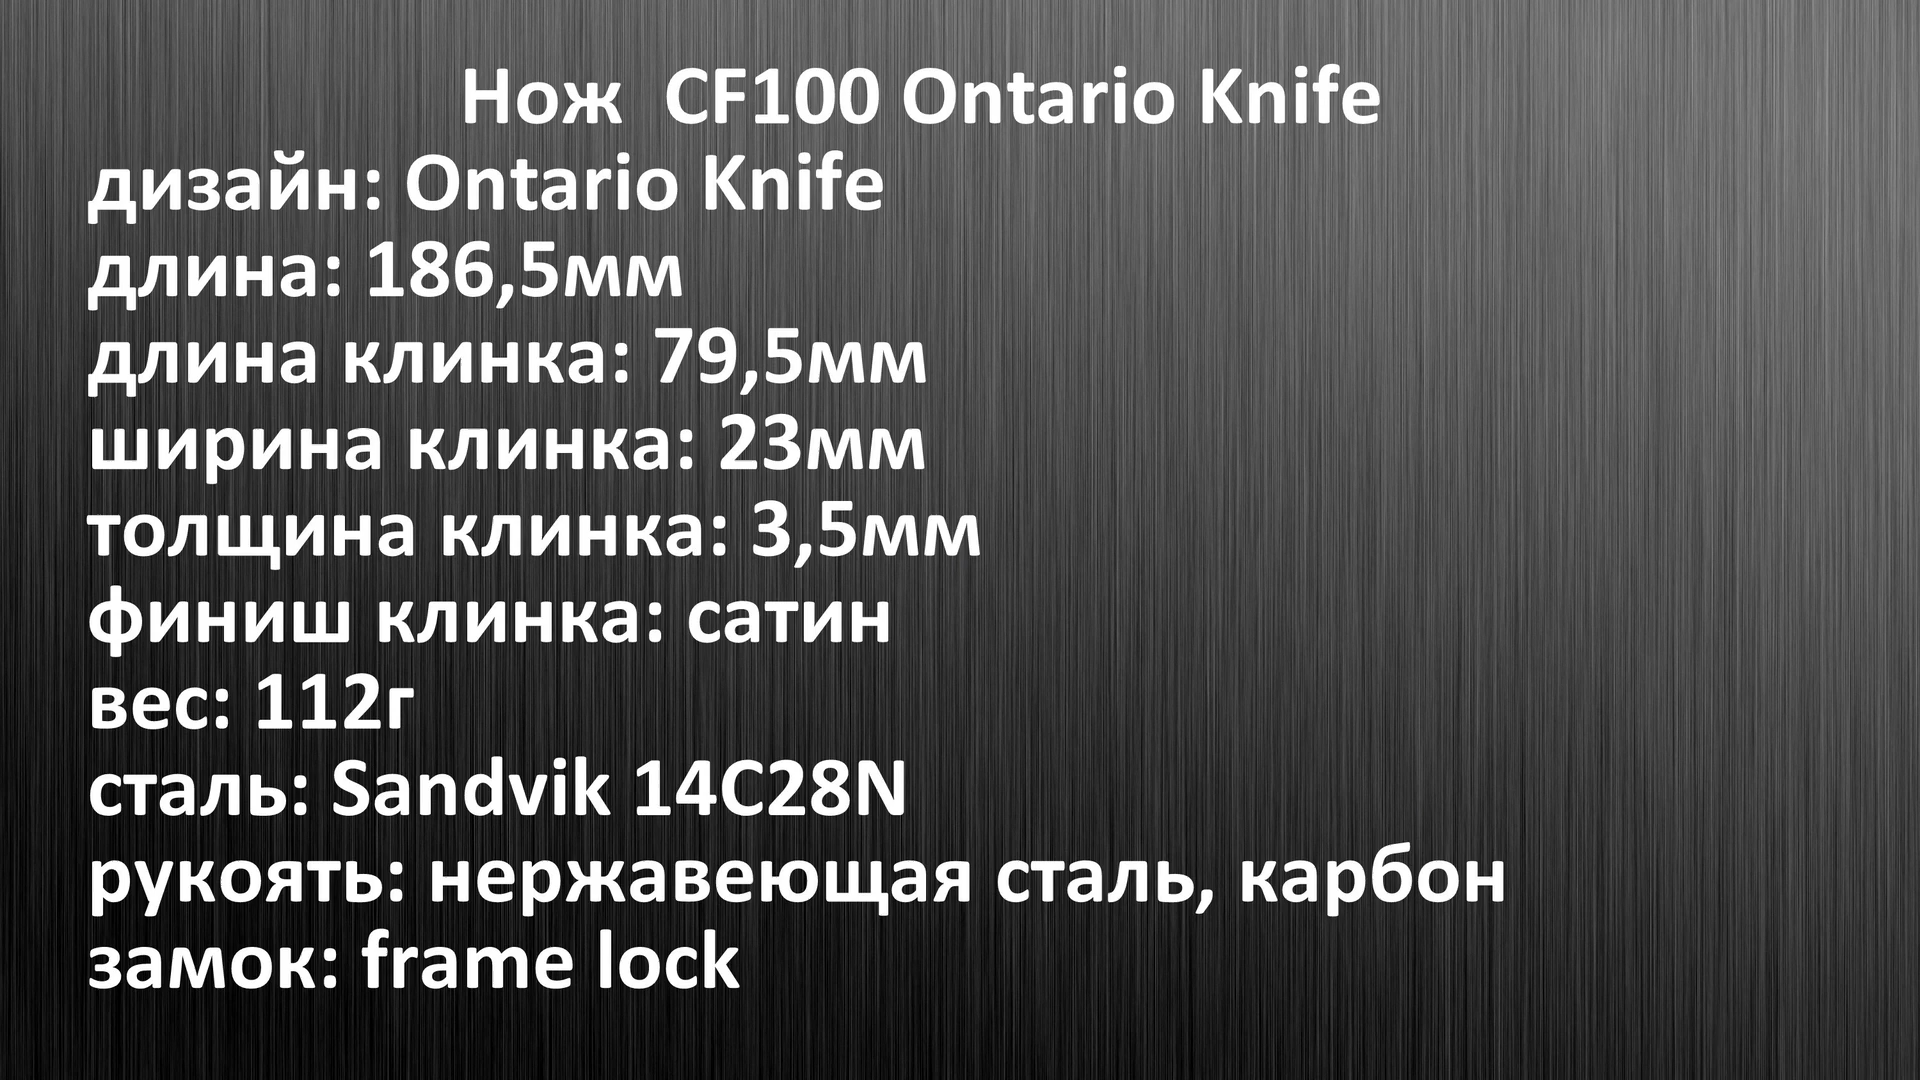 Нож CF100 Ontario Knife
дизайн: Ontario Knife
длина: 186,5мм
длина клинка: 79,5мм
ширина клинка: 23мм
толщина клинка: 3,5мм
финиш клинка: сатин
вес: 112г
сталь: Sandvik 14C28N
рукоять: нержавеющая сталь, карбон
замок: frame lock